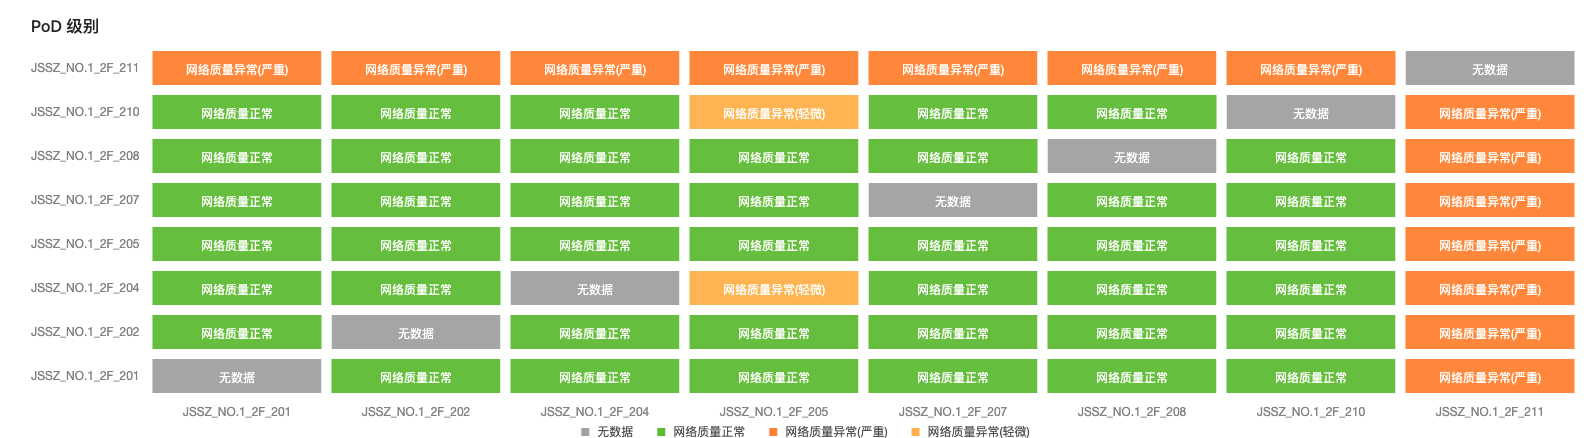 PoD 级别
JSSZ_NO.1_2F_211 网络质量异常(严重) 网络质量异常(严重) 网络质量异常(严重) 网络质量异常(严重) 网络质量异常(严重) 网络质量异常(严重) 网络质量异常(严重) 无数据
JSSZ_NO.1_2F_210 网络质量正常 网络质量正常 网络质量正常 网络质量异常(轻微) 网络质量正常 网络质量正常 无数据 网络质量异常(严重)
JSSZ_NO.1_2F_208 网络质量正常 网络质量正常 网络质量正常 网络质量正常 网络质量正常 无数据 网络质量正常 网络质量异常(严重)
JSSZ_NO.1_2F_207 网络质量正常 网络质量正常 网络质量正常 网络质量正常 无数据 网络质量正常 网络质量正常 网络质量异常(严重)
JSSZ_NO.1_2F_205 网络质量正常 网络质量正常 网络质量正常 网络质量正常 网络质量正常 网络质量正常 网络质量正常 网络质量异常(严重)
JSSZ_NO.1_2F_204 网络质量正常 网络质量正常 无数据 网络质量异常(轻微) 网络质量正常 网络质量正常 网络质量正常 网络质量异常(严重)
JSSZ_NO.1_2F_202 网络质量正常 无数据 网络质量正常 网络质量正常 网络质量正常 网络质量正常 网络质量正常 网络质量异常(严重)
JSSZ_NO.1_2F_201 无数据 网络质量正常 网络质量正常 网络质量正常 网络质量正常 网络质量正常 网络质量正常 网络质量异常(严重)
JSSZ_NO.1_2F_201 JSSZ_NO.1_2F_202 JSSZ_NO.1_2F_204 JSSZ_NO.1_2F_205 JSSZ_NO.1_2F_207 JSSZ_NO.1_2F_208 JSSZ_NO.1_2F_210 JSSZ_NO.1_2F_211
无数据 网络质量正常 网络质量异常(严重) 网络质量异常(轻微)